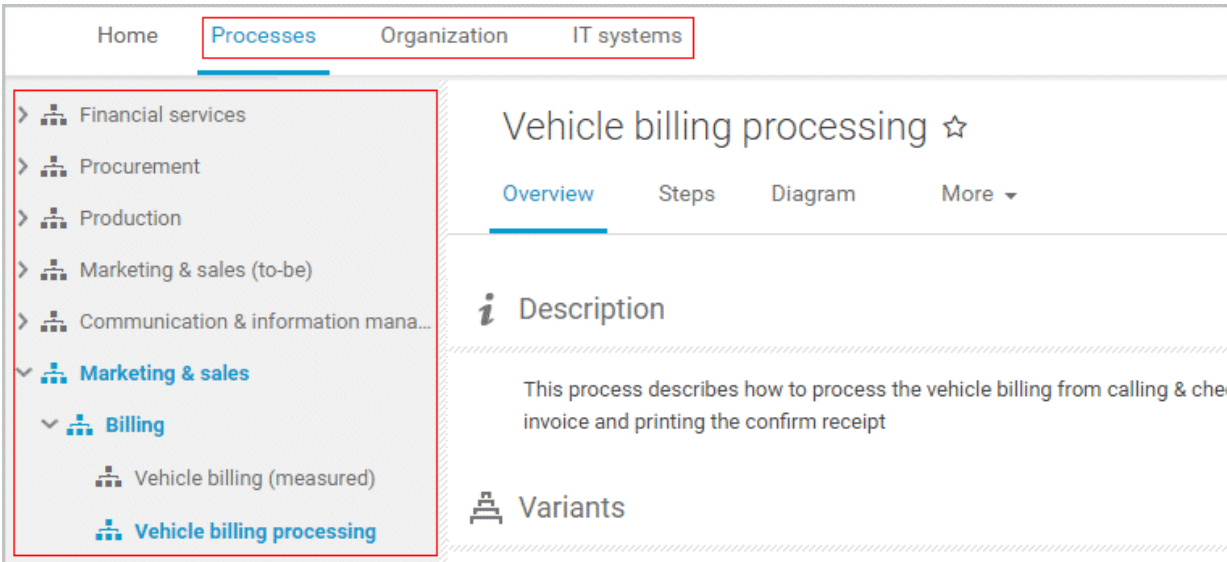 Home Processes Organization IT systems
Financial services
Procurement
Production
Marketing & sales (to-be)
Communication & information mana...
Marketing & sales
Billing
Vehicle billing (measured)
Vehicle billing processing
Vehicle billing processing
Overview Steps Diagram More
Description
This process describes how to process the vehicle billing from calling & che
invoice and printing the confirm receipt
Variants